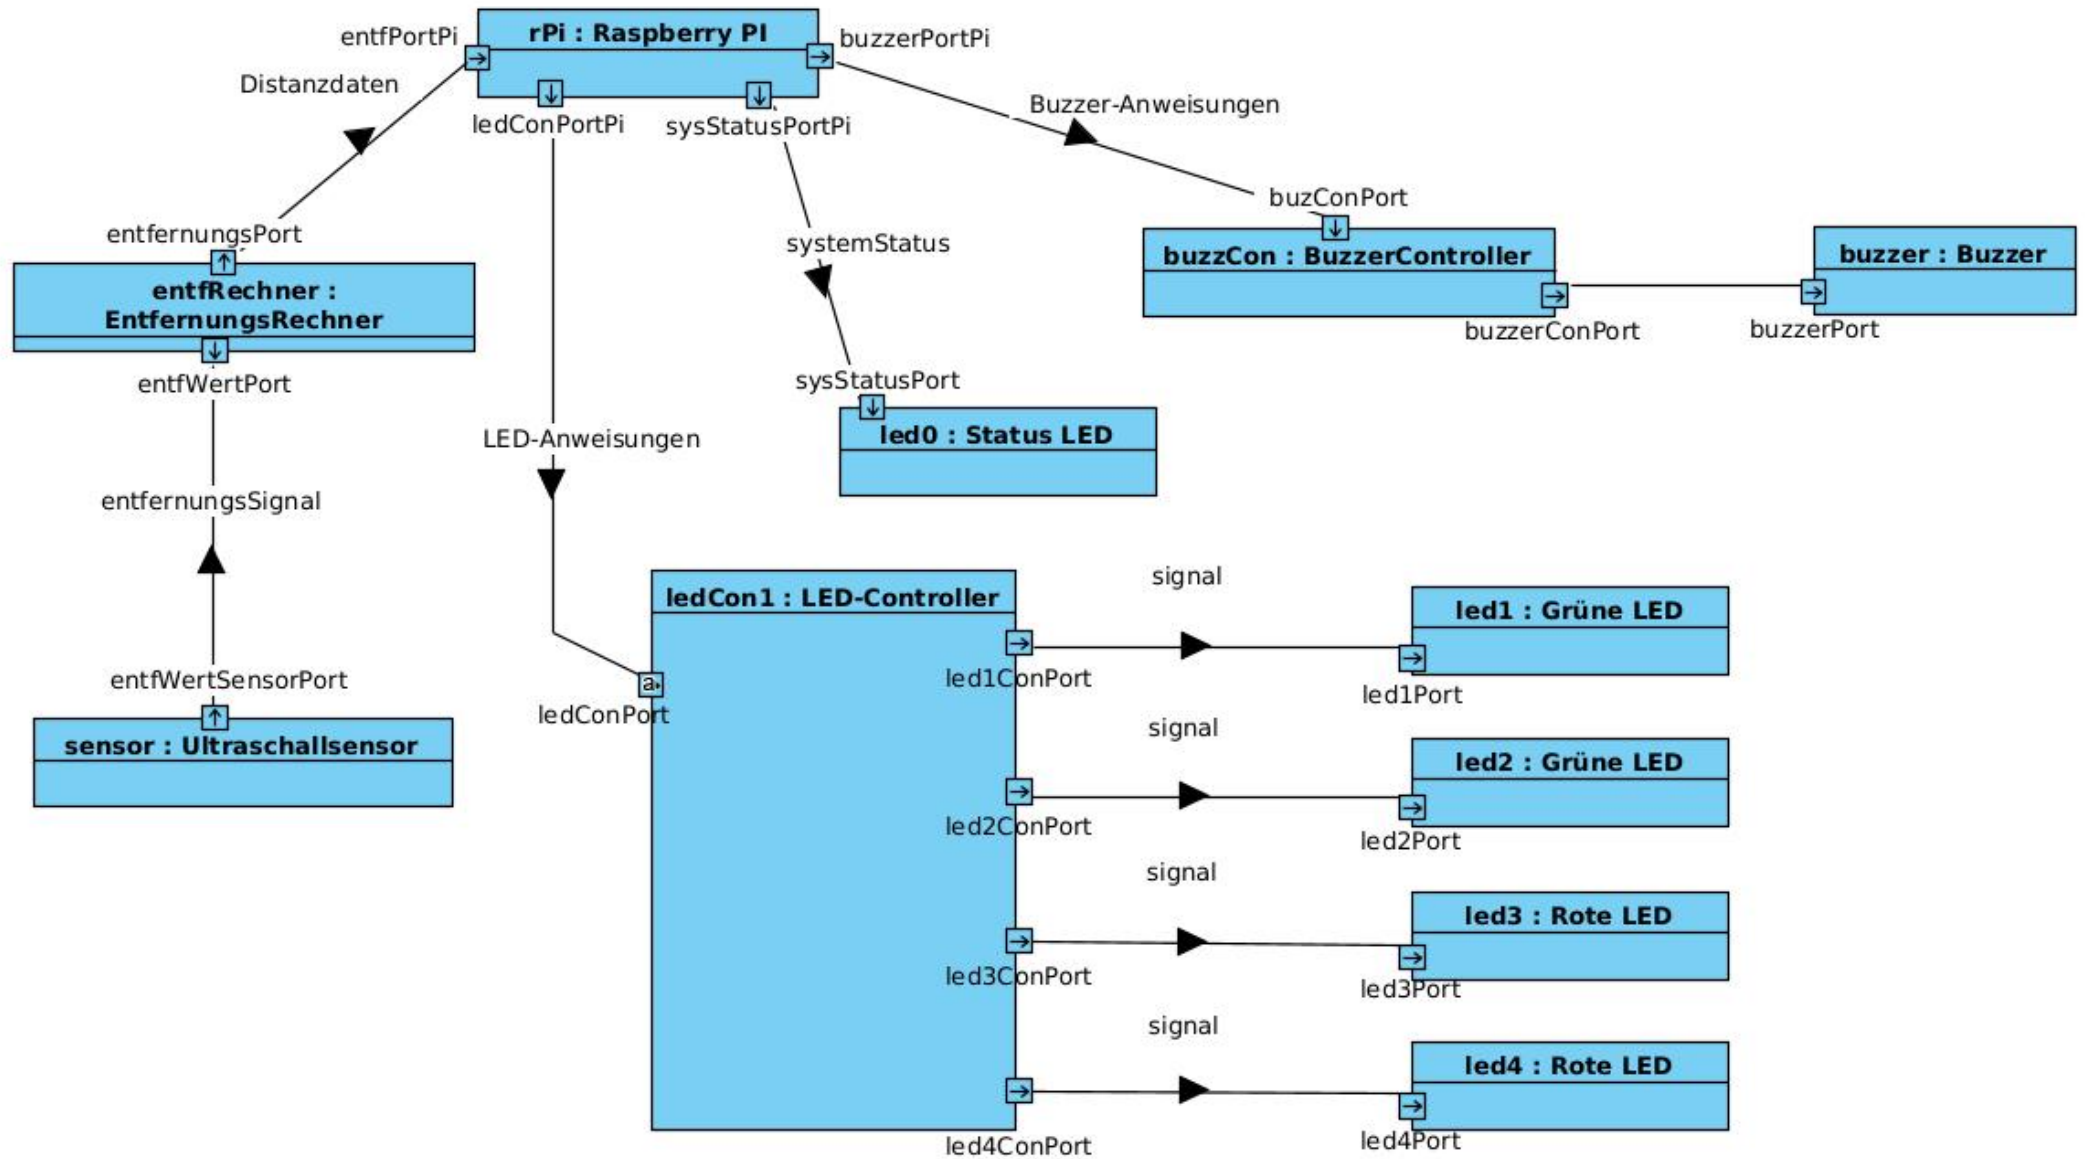 entfPortPi
rPi : Raspberry PI
buzzerPortPi
Distanzdaten
ledConPortPi
sysStatusPortPi
Buzzer-Anweisungen
buzConPort
entfernungsPort
systemStatus
buzzCon : BuzzerController
buzzer : Buzzer
entfRechner :
EntfernungsRechner
buzzerConPort
buzzerPort
entfWertPort
sysStatusPort
LED-Anweisungen
led0 : Status LED
entfernungsSignal
signal
ledCon1 : LED-Controller
led1 : Grüne LED
entfWertSensorPort
a
led1ConPort
led1Port
ledConPort
signal
sensor : Ultraschallsensor
led2 : Grüne LED
led2ConPort
led2Port
signal
led3 : Rote LED
led3ConPort
led3Port
signal
led4 : Rote LED
led4ConPort
led4Port